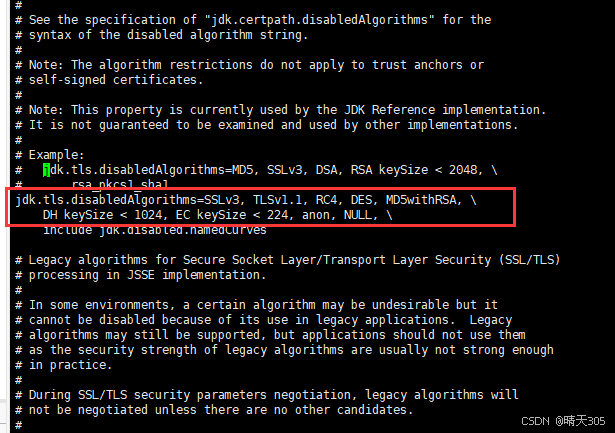 #
# See the specification of "jdk.certpath.disabledAlgorithms" for the
# syntax of the disabled algorithm string.
#
# Note: The algorithm restrictions do not apply to trust anchors or
# self-signed certificates.
#
# Note: This property is currently used by the JDK Reference implementation.
# It is not guaranteed to be examined and used by other implementations.
#
# Example:
#   jdk.tls.disabledAlgorithms=MD5, SSLv3, DSA, RSA keySize < 2048, \
#     rsa_pkcs1_sha1
jdk.tls.disabledAlgorithms=SSLv3, TLSv1.1, RC4, DES, MD5withRSA, \
    DH keySize < 1024, EC keySize < 224, anon, NULL, \
    include jdk.disabled.namedCurves

# Legacy algorithms for Secure Socket Layer/Transport Layer Security (SSL/TLS)
# processing in JSSE implementation.
#
# In some environments, a certain algorithm may be undesirable but it
# cannot be disabled because of its use in legacy applications.  Legacy
# algorithms may still be supported, but applications should not use them
# as the security strength of legacy algorithms are usually not strong enough
# in practice.
#
# During SSL/TLS security parameters negotiation, legacy algorithms will
# not be negotiated unless there are no other candidates.
#
CSDN @晴天305